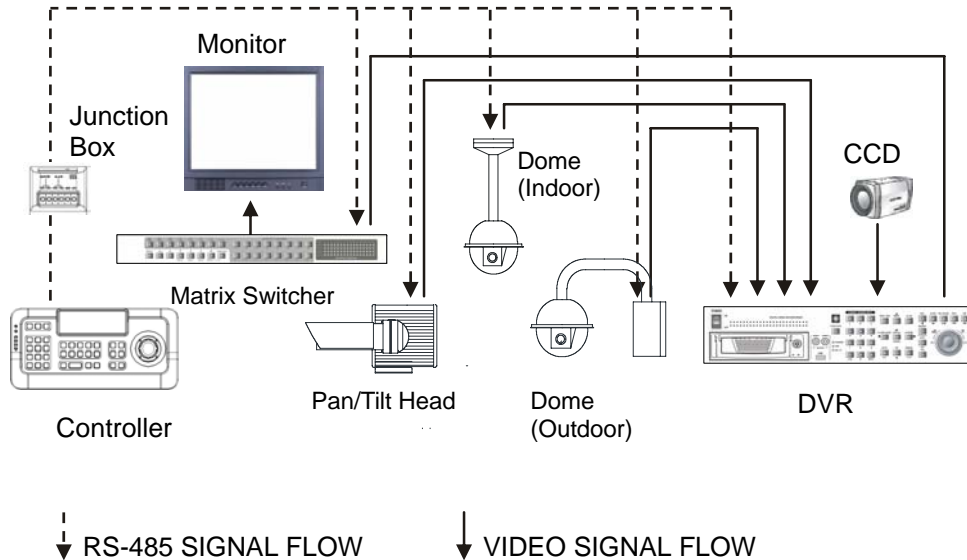 Monitor
Junction
Box
Dome
(Indoor)
CCD
Matrix Switcher
Controller
Pan/Tilt Head
Dome
(Outdoor)
DVR
RS-485 SIGNAL FLOW
VIDEO SIGNAL FLOW